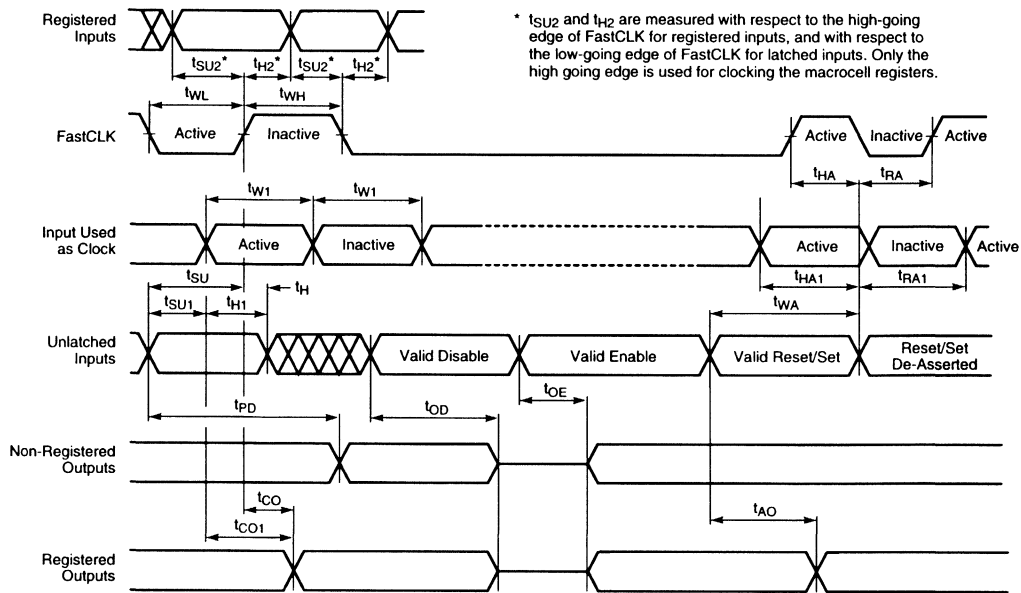 Registered
Inputs
* tSU2 and tH2 are measured with respect to the high-going
edge of FastCLK for registered inputs, and with respect to
the low-going edge of FastCLK for latched inputs. Only the
high going edge is used for clocking the macrocell registers.
tSU2* tH2* tSU2* tH2*
tWL tWH
FastCLK
Active Inactive Active Inactive Active
tHA tRA
tW1 tW1
Input Used
as Clock
Active Inactive Active Inactive Active
tSU tHA1 tRA1
tH
tSU1 tH1 tWA
Unlatched
Inputs
Valid Disable Valid Enable Valid Reset/Set Reset/Set
De-Asserted
tPD tOD tOE
Non-Registered
Outputs
tCO tAO
tCO1
Registered
Outputs